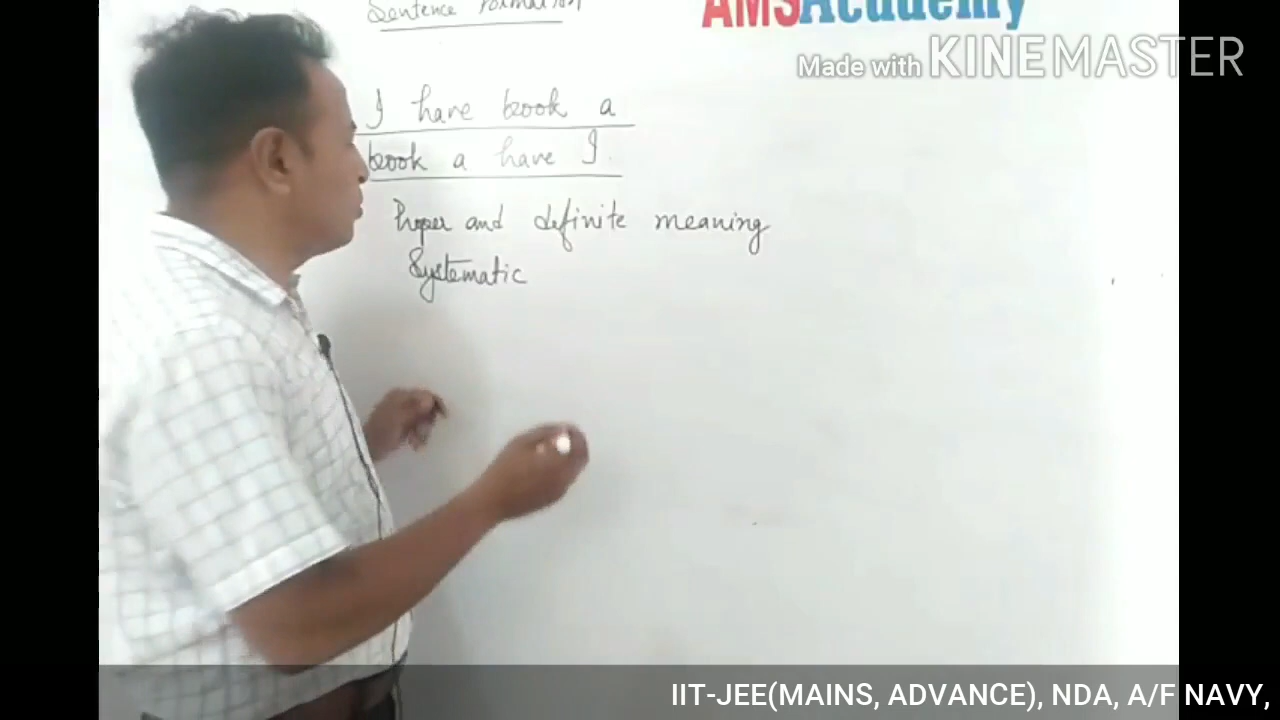 Sentence Formation
AMSAcademy
Made with KINEMASTER
I have book a
book a have I.
Proper and definite meaning
Systematic
IIT-JEE(MAINS, ADVANCE), NDA, A/F NAVY,